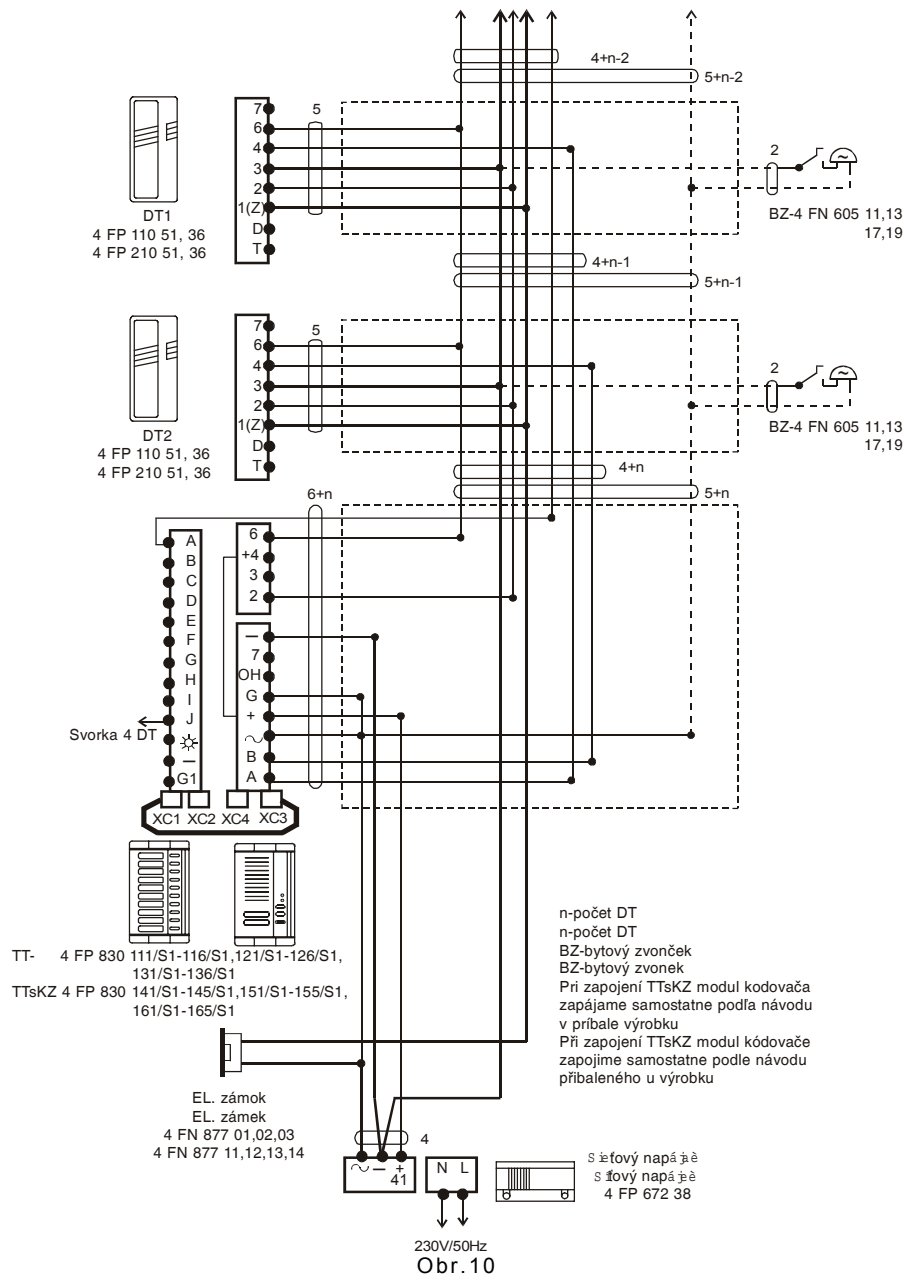 4+n-2
5+n-2
7
6
4
3
2
1(Z)
D
T
5
2
DT1
4 FP 110 51, 36
4 FP 210 51, 36
BZ-4 FN 605 11,13
17,19
4+n-1
5+n-1
7
6
4
3
2
1(Z)
D
T
5
2
DT2
4 FP 110 51, 36
4 FP 210 51, 36
BZ-4 FN 605 11,13
17,19
4+n
5+n
6+n
A
B
C
D
E
F
G
H
I
J
—
G1
Svorka 4 DT
6
+4
3
2
—
7
OH
G
+
~
B
A
XC1 XC2 XC4 XC3
TT- 4 FP 830 111/S1-116/S1,121/S1-126/S1,
131/S1-136/S1
TTsKZ 4 FP 830 141/S1-145/S1,151/S1-155/S1,
161/S1-165/S1
n-počet DT
n-počet DT
BZ-bytový zvonček
BZ-bytový zvonek
Pri zapojení TTsKZ modul kodovača
zapájame samostatne podľa návodu
v príbale výrobku
Při zapojení TTsKZ modul kódovače
zapojime samostatne podle návodu
přibaleného u výrobku
EL. zámok
EL. zámek
4 FN 877 01,02,03
4 FN 877 11,12,13,14
4
~ — +
41
N L
4 FP 672 38
230V/50Hz
Obr.10